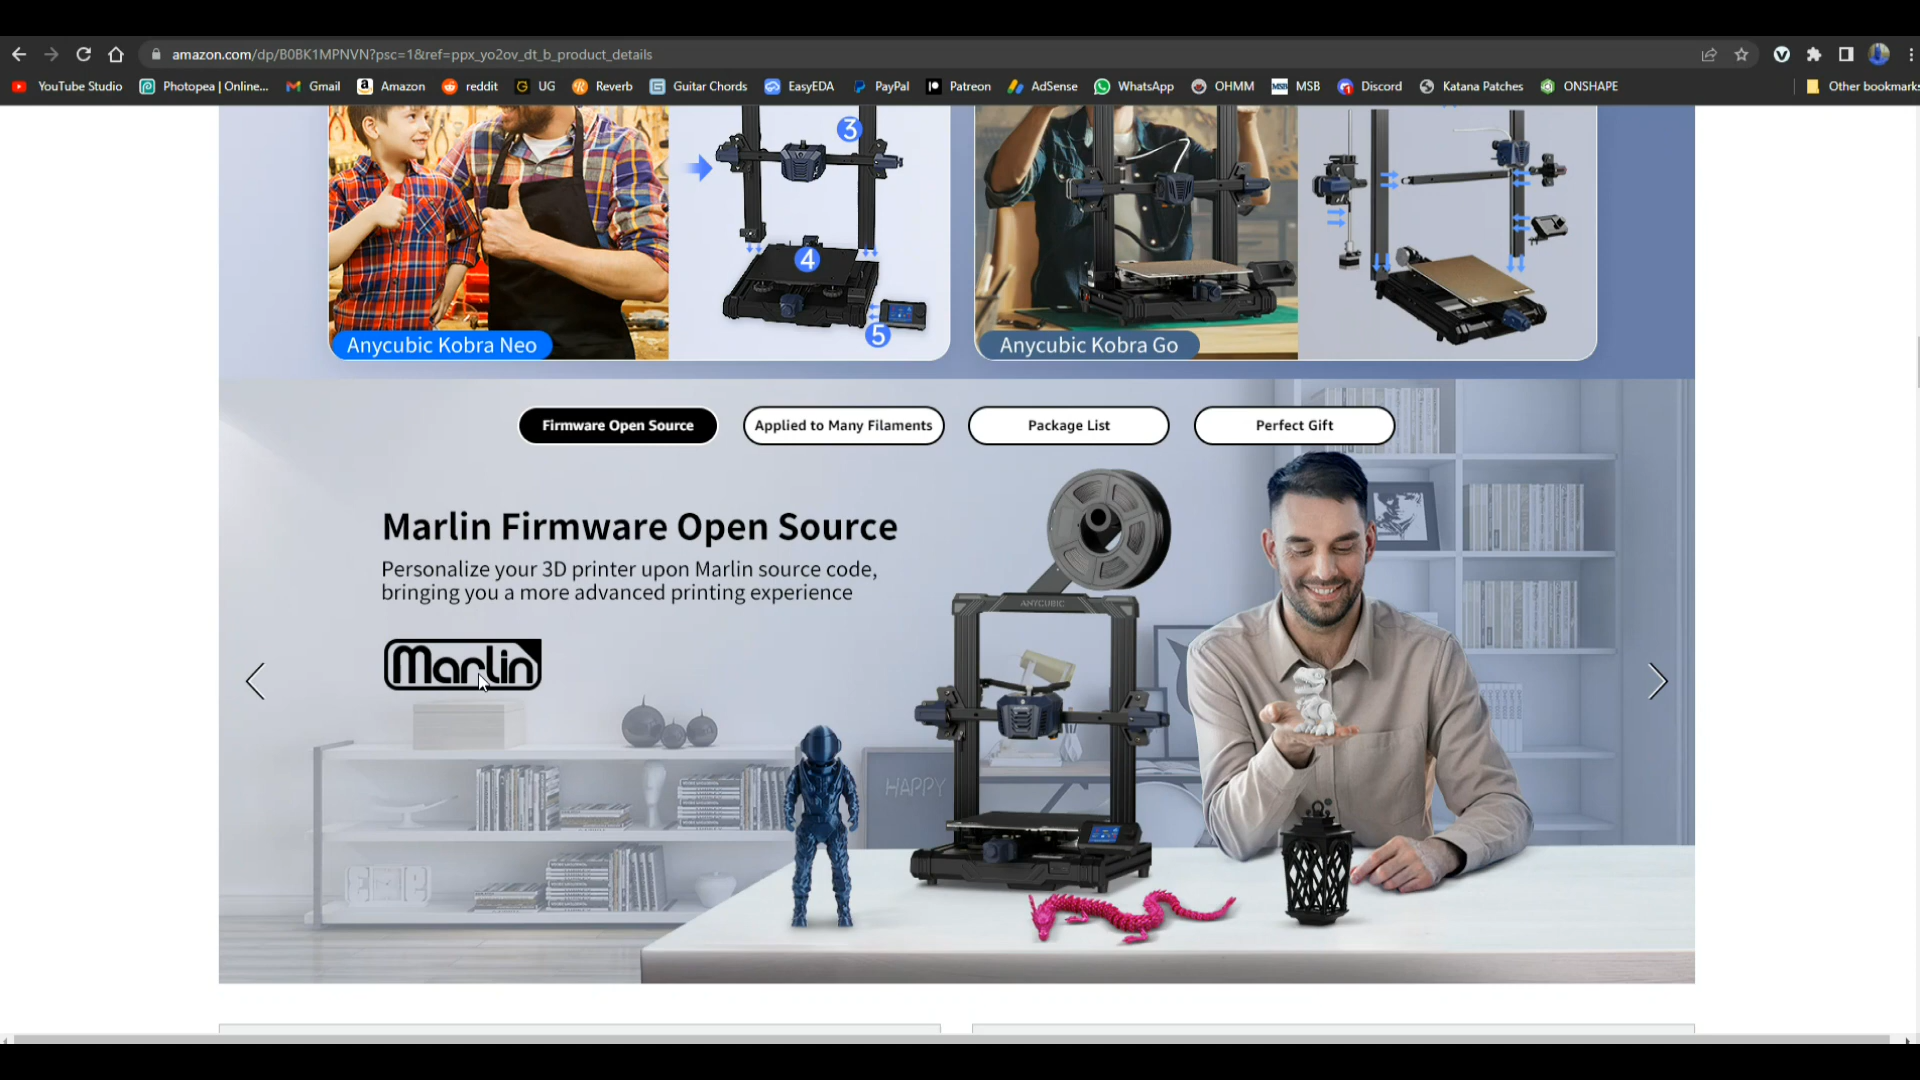 amazon.com/dp/B0BK1MPNVN?psc=1&ref=ppx_yo2ov_dt_b_product_details
YouTube Studio
Photopea | Online...
Gmail
Amazon
reddit
UG
Reverb
Guitar Chords
EasyEDA
PayPal
Patreon
AdSense
WhatsApp
OHMM
MSB
Discord
Katana Patches
ONSHAPE
Other bookmarks
3
4
5
Anycubic Kobra Neo
Anycubic Kobra Go
Firmware Open Source
Applied to Many Filaments
Package List
Perfect Gift
Marlin Firmware Open Source
Personalize your 3D printer upon Marlin source code,
bringing you a more advanced printing experience
Marlin
ANYCUBIC
HAPPY